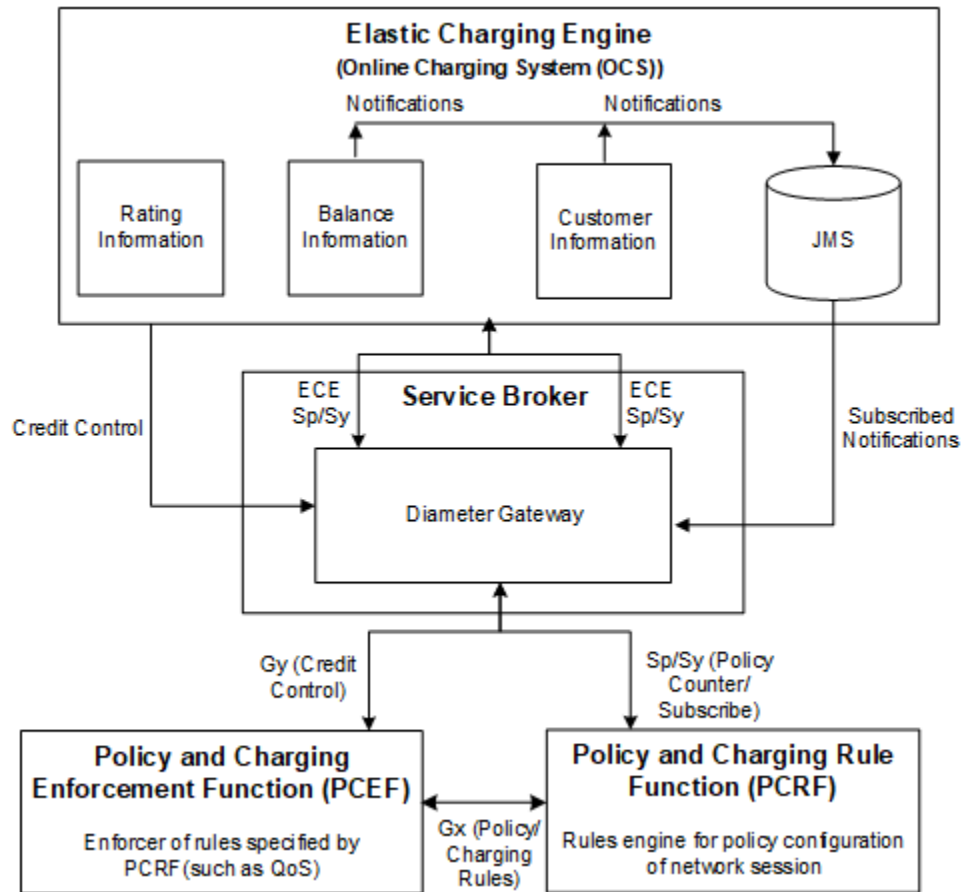 Elastic Charging Engine
(Online Charging System (OCS))
Notifications
Notifications
Rating
Information
Balance
Information
Customer
Information
JMS
Credit Control
ECE
Sp/Sy
Service Broker
ECE
Sp/Sy
Subscribed
Notifications
Diameter Gateway
Gy (Credit
Control)
Sp/Sy (Policy
Counter/
Subscribe)
Policy and Charging
Enforcement Function (PCEF)
Enforcer of rules specified by
PCRF (such as QoS)
Gx (Policy/
Charging
Rules)
Policy and Charging Rule
Function (PCRF)
Rules engine for policy configuration
of network session